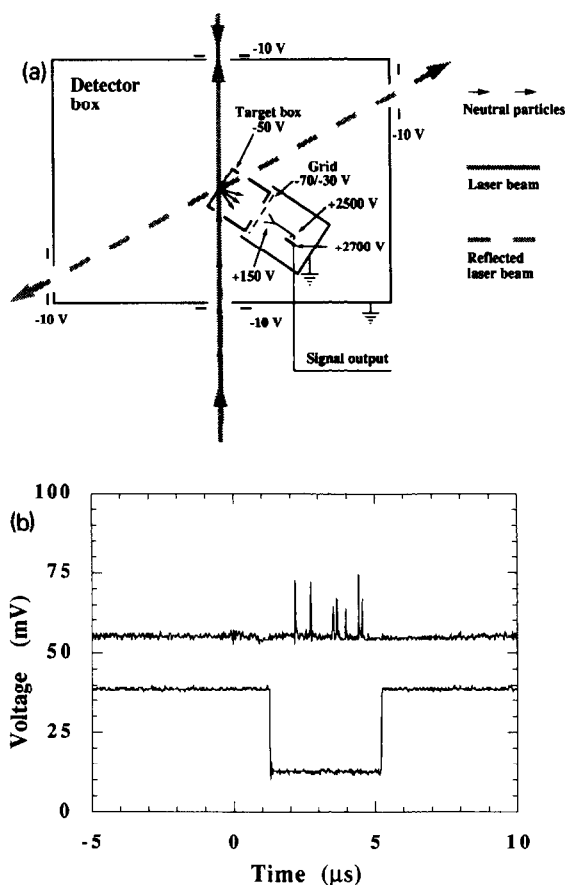 (a)
-10 V
Detector
box
Target box
-50 V
Grid
-70/-30 V
+2500 V
+2700 V
+150 V
-10 V
-10 V
-10 V
Signal output
Neutral particles
Laser beam
Reflected
laser beam
(b)
100
75
50
25
0
Voltage (mV)
-5
0
5
10
Time (μs)